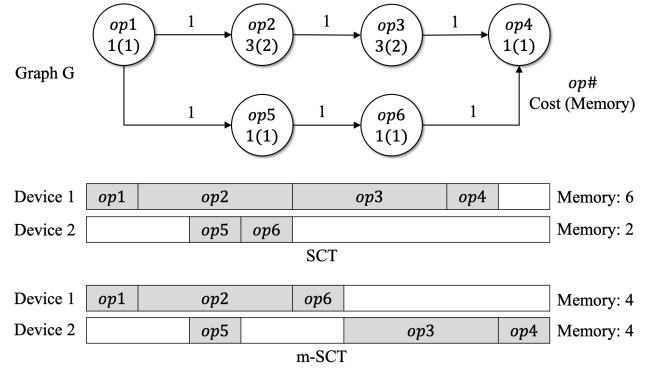 op1
1(1)
1
op2
3(2)
1
op3
3(2)
1
op4
1(1)
Graph G
op#
Cost (Memory)
1
op5
1(1)
1
op6
1(1)
1
Device 1 op1 op2 op3 op4 Memory: 6
Device 2 op5 op6 Memory: 2
SCT
Device 1 op1 op2 op6 Memory: 4
Device 2 op5 op3 op4 Memory: 4
m-SCT